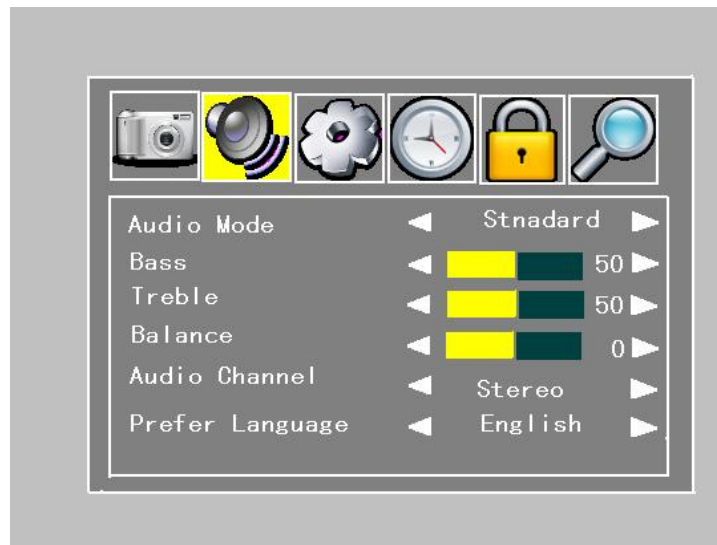 Audio Mode Stnadard
Bass 50
Treble 50
Balance 0
Audio Channel Stereo
Prefer Language English